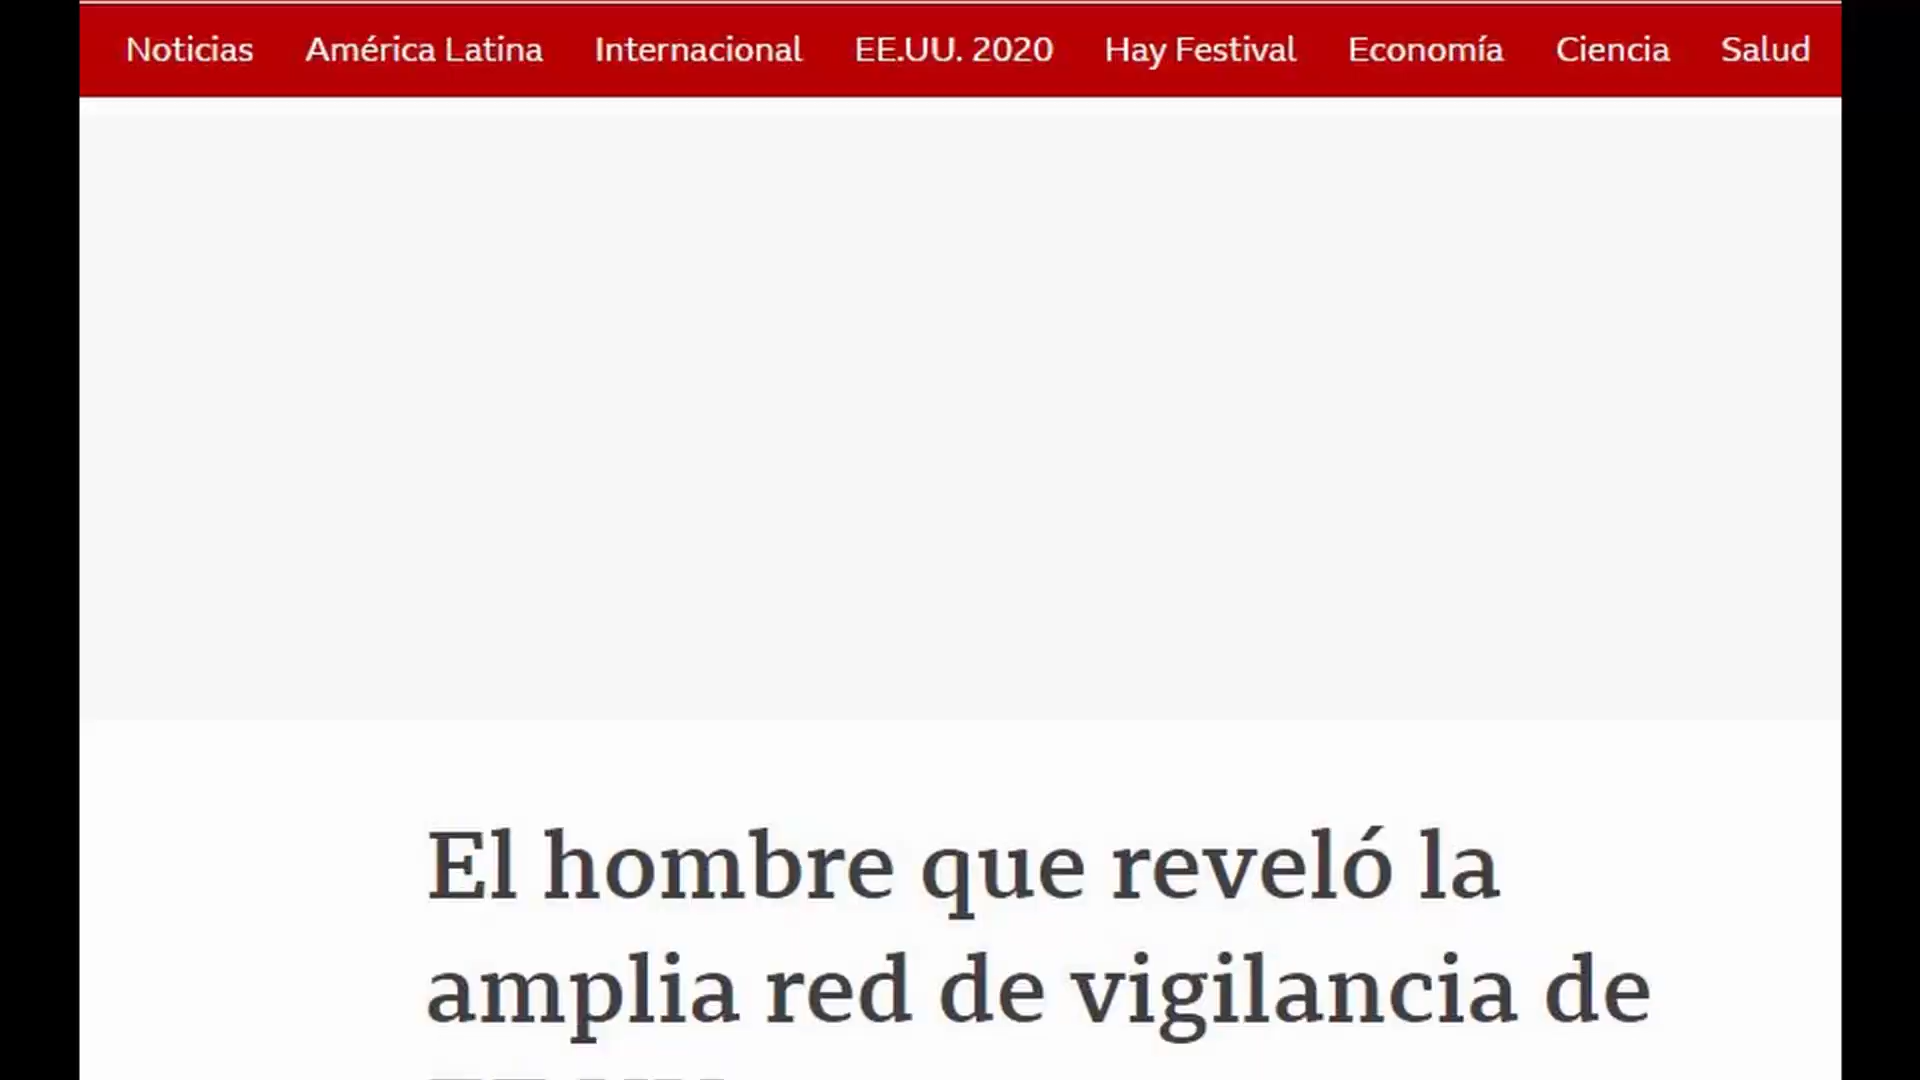 Noticias América Latina Internacional EE.UU. 2020 Hay Festival Economía Ciencia Salud
El hombre que reveló la
amplia red de vigilancia de